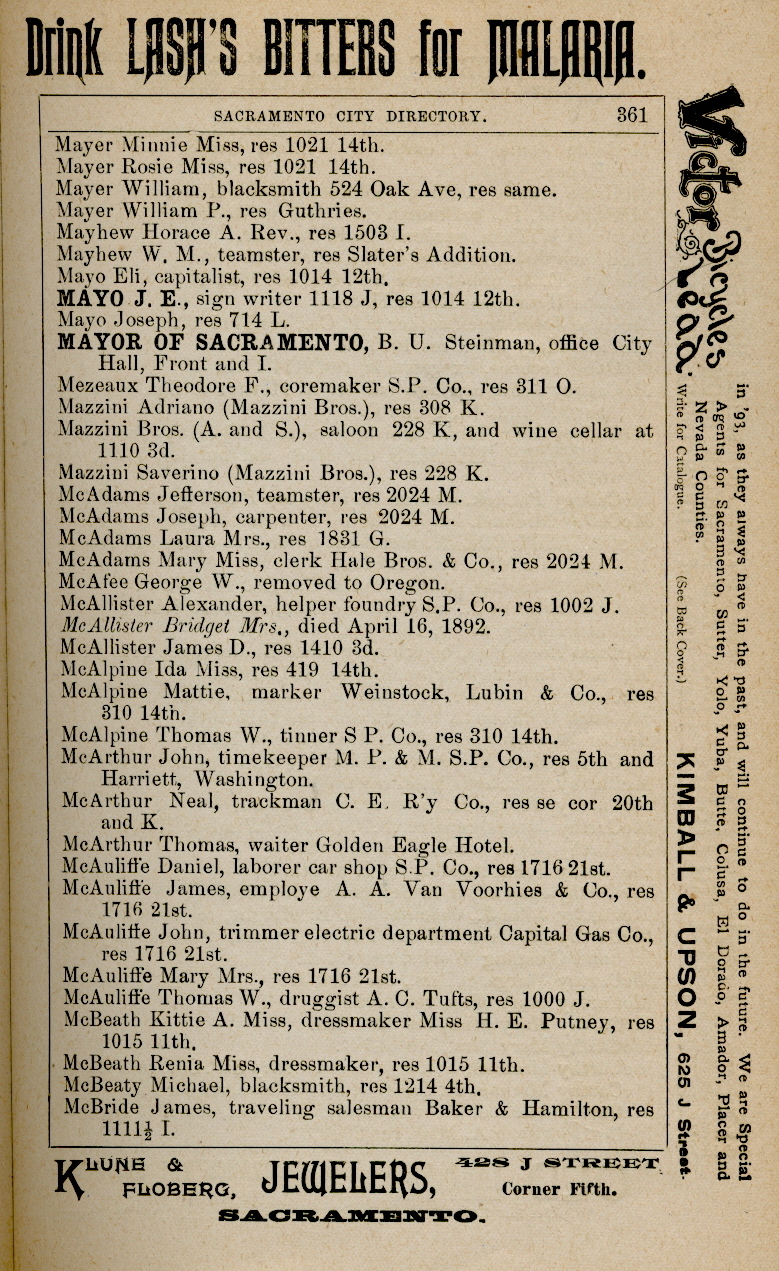 Drink LASH'S BITTERS for MALARIA.
SACRAMENTO CITY DIRECTORY. 361
Mayer Minnie Miss, res 1021 14th.
Mayer Rosie Miss, res 1021 14th.
Mayer William, blacksmith 524 Oak Ave, res same.
Mayer William P., res Guthries.
Mayhew Horace A. Rev., res 1503 I.
Mayhew W. M., teamster, res Slater's Addition.
Mayo Eli, capitalist, res 1014 12th.
MAYO J. E., sign writer 1118 J, res 1014 12th.
Mayo Joseph, res 714 L.
MAYOR OF SACRAMENTO, B. U. Steinman, office City
Hall, Front and I.
Mezeaux Theodore F., coremaker S.P. Co., res 311 O.
Mazzini Adriano (Mazzini Bros.), res 308 K.
Mazzini Bros. (A. and S.), saloon 228 K, and wine cellar at
1110 3d.
Mazzini Saverino (Mazzini Bros.), res 228 K.
McAdams Jefferson, teamster, res 2024 M.
McAdams Joseph, carpenter, res 2024 M.
McAdams Laura Mrs., res 1831 G.
McAdams Mary Miss, clerk Hale Bros. & Co., res 2024 M.
McAfee George W., removed to Oregon.
McAllister Alexander, helper foundry S.P. Co., res 1002 J.
McAllister Bridget Mrs., died April 16, 1892.
McAllister James D., res 1410 3d.
McAlpine Ida Miss, res 419 14th.
McAlpine Mattie, marker Weinstock, Lubin & Co., res
310 14th.
McAlpine Thomas W., tinner S P. Co., res 310 14th.
McArthur John, timekeeper M. P. & M. S.P. Co., res 5th and
Harriett, Washington.
McArthur Neal, trackman C. E. R'y Co., res se cor 20th
and K.
McArthur Thomas, waiter Golden Eagle Hotel.
McAuliffe Daniel, laborer car shop S.P. Co., res 1716 21st.
McAuliffe James, employe A. A. Van Voorhies & Co., res
1716 21st.
McAuliffe John, trimmer electric department Capital Gas Co.,
res 1716 21st.
McAuliffe Mary Mrs., res 1716 21st.
McAuliffe Thomas W., druggist A. C. Tufts, res 1000 J.
McBeath Kittie A. Miss, dressmaker Miss H. E. Putney, res
1015 11th.
McBeath Renia Miss, dressmaker, res 1015 11th.
McBeaty Michael, blacksmith, res 1214 4th.
McBride James, traveling salesman Baker & Hamilton, res
1111½ I.
Victor Bicycles Lead.
in '93, as they always have in the past, and will continue to do in the future. We are Special
Agents for Sacramento, Sutter, Yolo, Yuba, Butte, Colusa, El Dorado, Amador, Placer and
Nevada Counties.
Write for Catalogue. (See Back Cover.) KIMBALL & UPSON, 625 J Street.
KLUNE & FLOBERG, JEWELERS, 428 J STREET
Corner Fifth.
SACRAMENTO.